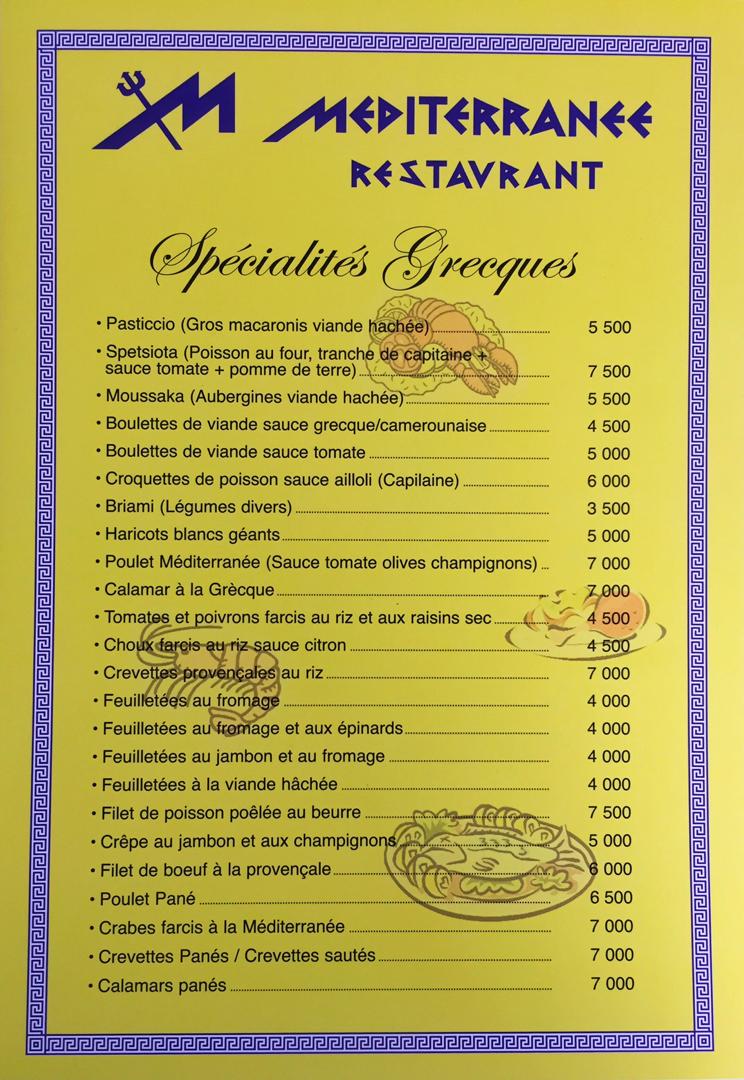 MEDITERRANEE
RESTAURANT
Spécialités Grecques
• Pasticcio (Gros macaronis viande hachée) 5 500
• Spetsiota (Poisson au four, tranche de capitaine +
sauce tomate + pomme de terre) 7 500
• Moussaka (Aubergines viande hachée) 5 500
• Boulettes de viande sauce grecque/camerounaise 4 500
• Boulettes de viande sauce tomate 5 000
• Croquettes de poisson sauce ailloli (Capilaine) 6 000
• Briami (Légumes divers) 3 500
• Haricots blancs géants 5 000
• Poulet Méditerranée (Sauce tomate olives champignons) 7 000
• Calamar à la Grècque 7 000
• Tomates et poivrons farcis au riz et aux raisins sec 4 500
• Choux farcis au riz sauce citron 4 500
• Crevettes provençales au riz 7 000
• Feuilletées au fromage 4 000
• Feuilletées au fromage et aux épinards 4 000
• Feuilletées au jambon et au fromage 4 000
• Feuilletées à la viande hâchée 4 000
• Filet de poisson poêlée au beurre 7 500
• Crêpe au jambon et aux champignons 5 000
• Filet de boeuf à la provençale 6 000
• Poulet Pané 6 500
• Crabes farcis à la Méditerranée 7 000
• Crevettes Panés / Crevettes sautés 7 000
• Calamars panés 7 000